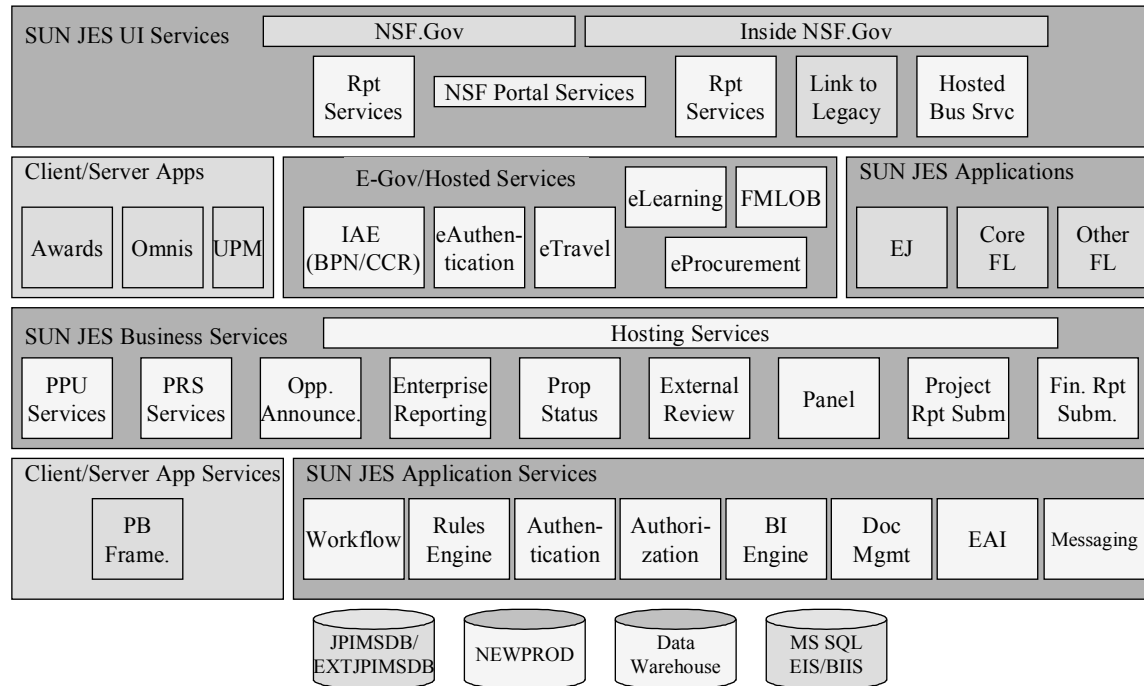 SUN JES UI Services
NSF.Gov
Inside NSF.Gov
Rpt
Services
NSF Portal Services
Rpt
Services
Link to
Legacy
Hosted
Bus Srvc
Client/Server Apps
Awards
Omnis
UPM
E-Gov/Hosted Services
IAE
(BPN/CCR)
eAuthen-
tication
eTravel
eLearning
FMLOB
eProcurement
SUN JES Applications
EJ
Core
FL
Other
FL
SUN JES Business Services
Hosting Services
PPU
Services
PRS
Services
Opp.
Announce.
Enterprise
Reporting
Prop
Status
External
Review
Panel
Project
Rpt Subm
Fin. Rpt
Subm.
Client/Server App Services
PB
Frame.
SUN JES Application Services
Workflow
Rules
Engine
Authen-
tication
Authori-
zation
BI
Engine
Doc
Mgmt
EAI
Messaging
JPIMSDB/
EXTJPIMSDB
NEWPROD
Data
Warehouse
MS SQL
EIS/BIIS